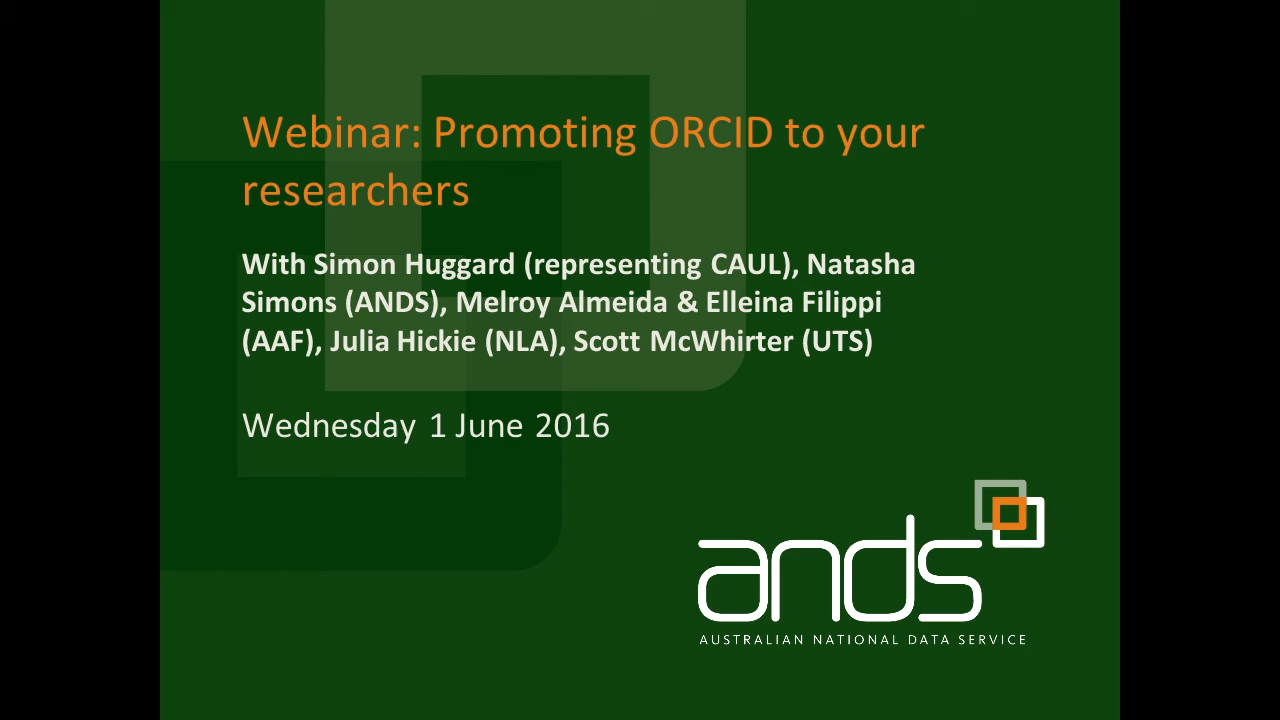 Webinar: Promoting ORCID to your
researchers
With Simon Huggard (representing CAUL), Natasha
Simons (ANDS), Melroy Almeida & Elleina Filippi
(AAF), Julia Hickie (NLA), Scott McWhirter (UTS)
Wednesday 1 June 2016
ands
AUSTRALIAN NATIONAL DATA SERVICE